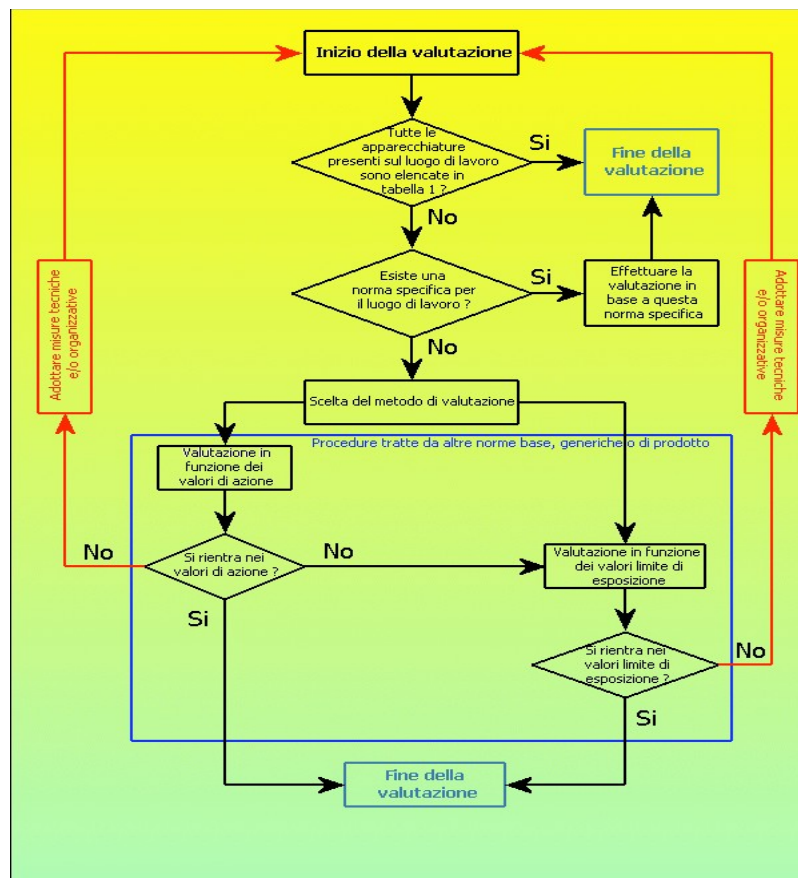 Inizio della valutazione
Tutte le
apparecchiature
presenti sul luogo di lavoro
sono elencate in
tabella 1 ?
Si
Fine della
valutazione
No
Esiste una
norma specifica per
il luogo di lavoro ?
Si
Effettuare la
valutazione in
base a questa
norma specifica
Adottare misure tecniche
e/o organizzative
Adottare misure tecniche
e/o organizzative
No
Scelta del metodo di valutazione
Procedure tratte da altre norme base, generiche o di prodotto
Valutazione in
funzione dei
valori di azione
No
Si rientra nei
valori di azione ?
No
Valutazione in funzione
dei valori limite di
esposizione
Si
Si rientra nei
valori limite di
esposizione ?
No
Si
Fine della
valutazione